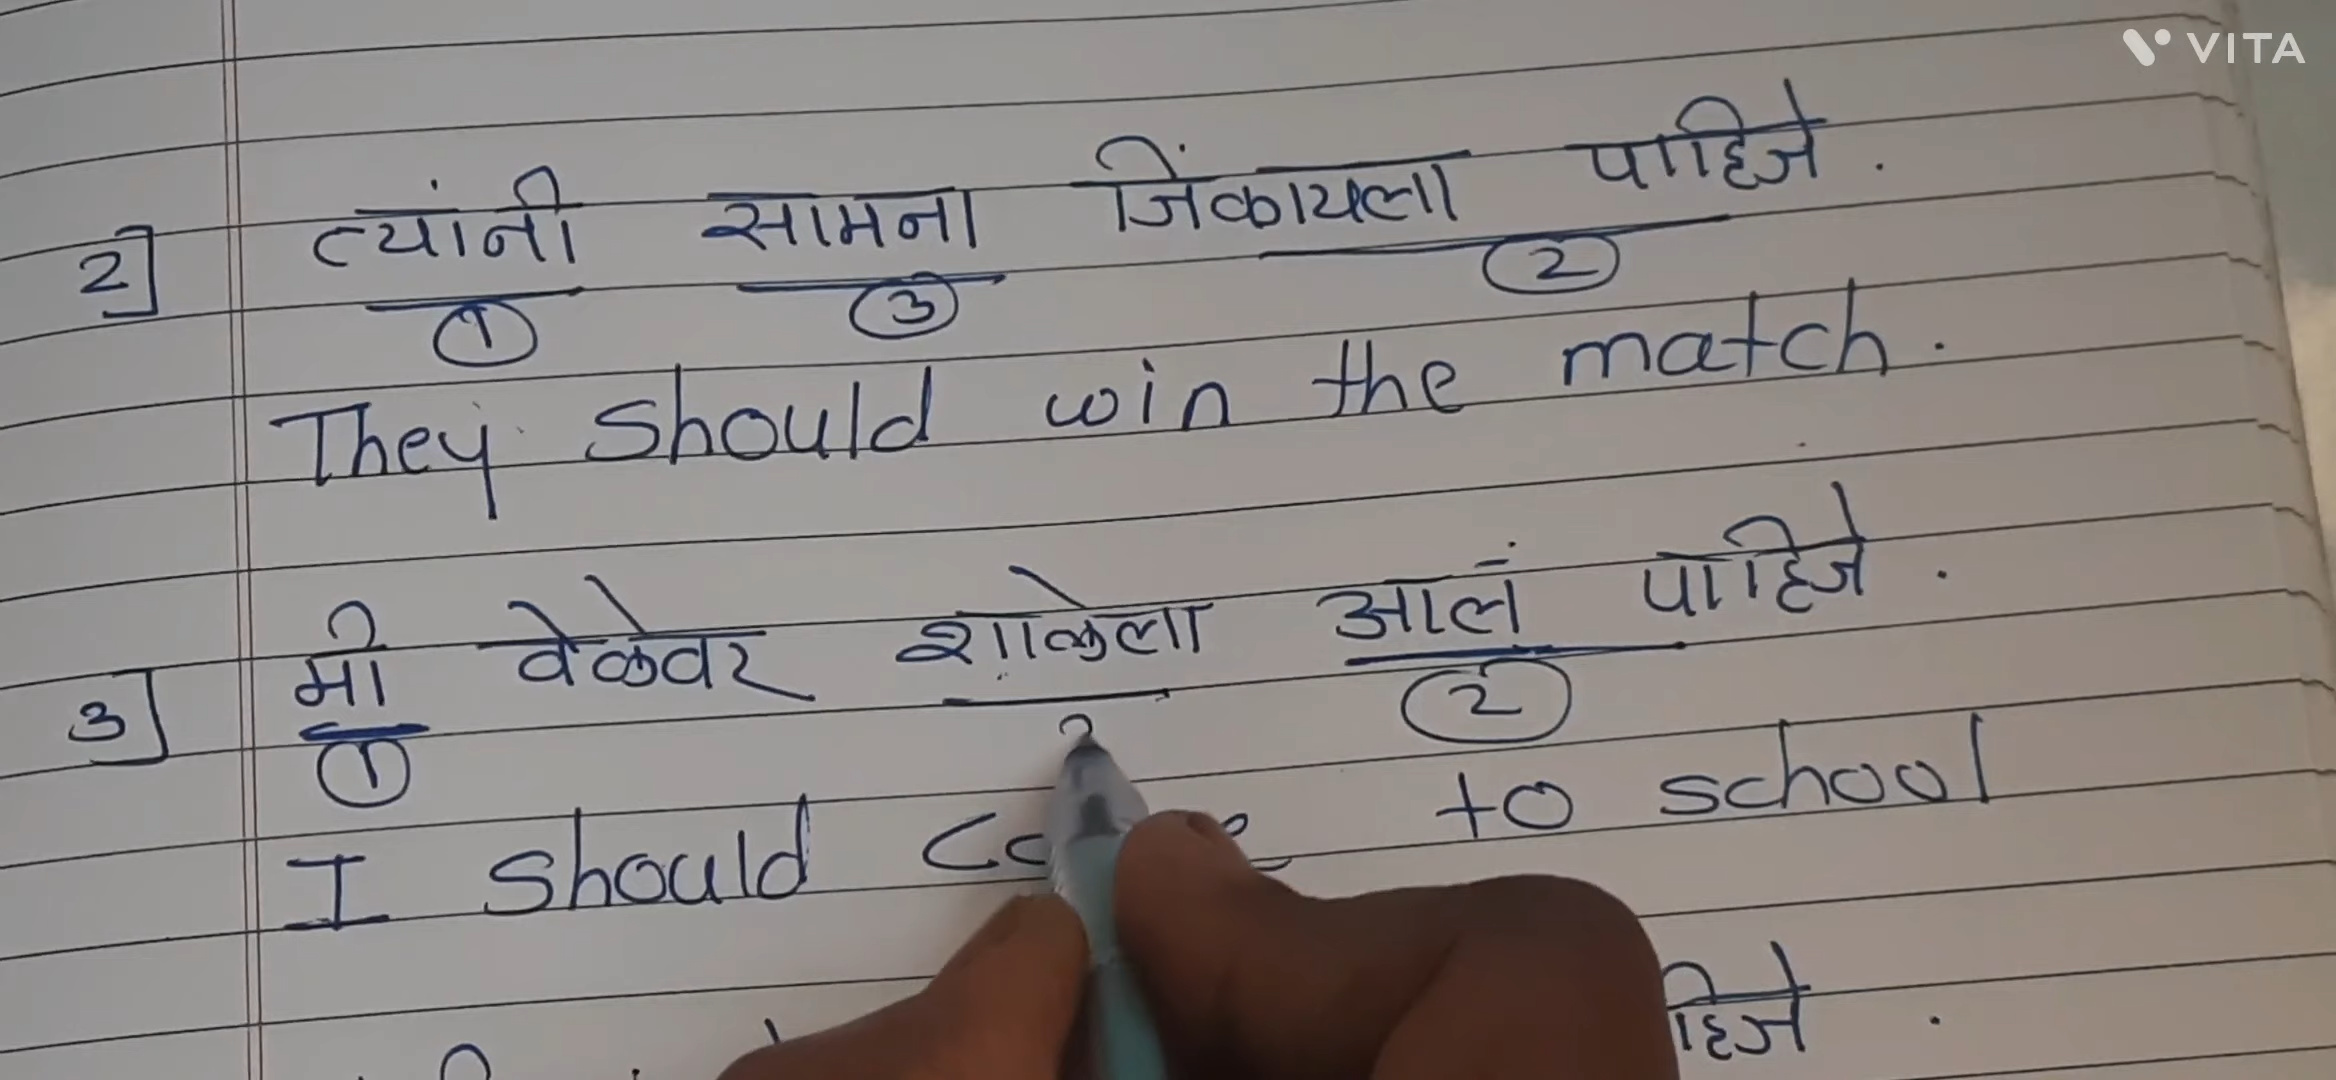 VITA
2] त्यांनी सामना जिंकायला पाहिजे.
1 3 2
They should win the match.
3] मी वेळेवर शाळेला आलं पाहिजे.
1 2
I should to school